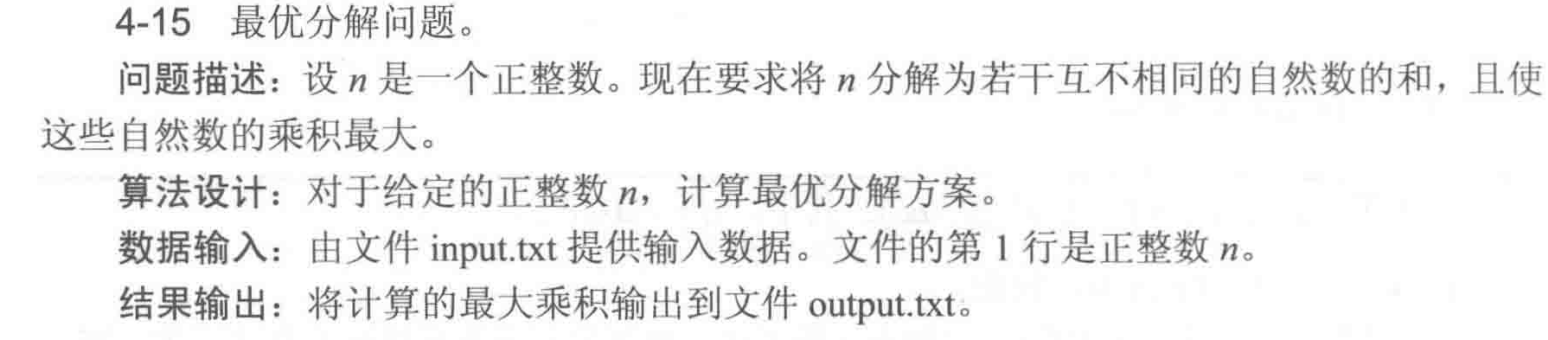 4-15 最优分解问题。
问题描述：设 n 是一个正整数。现在要求将 n 分解为若干互不相同的自然数的和，且使
这些自然数的乘积最大。
算法设计：对于给定的正整数 n，计算最优分解方案。
数据输入：由文件 input.txt 提供输入数据。文件的第 1 行是正整数 n。
结果输出：将计算的最大乘积输出到文件 output.txt。